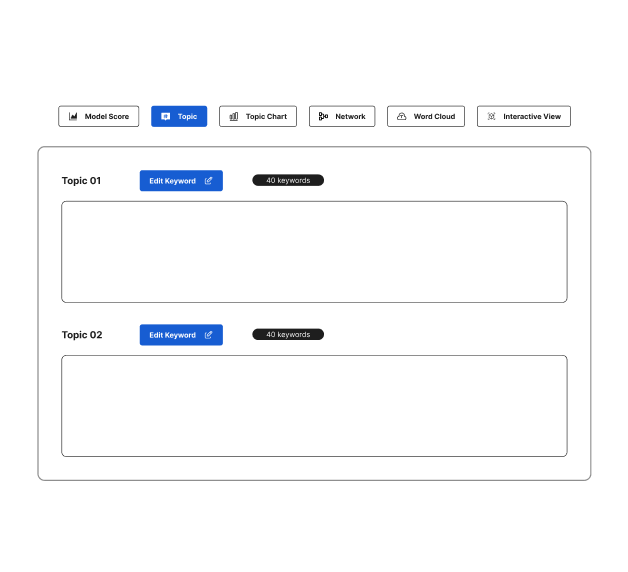 Model Score
Topic
Topic Chart
Network
Word Cloud
Interactive View
Topic 01
Edit Keyword
40 keywords
Topic 02
Edit Keyword
40 keywords